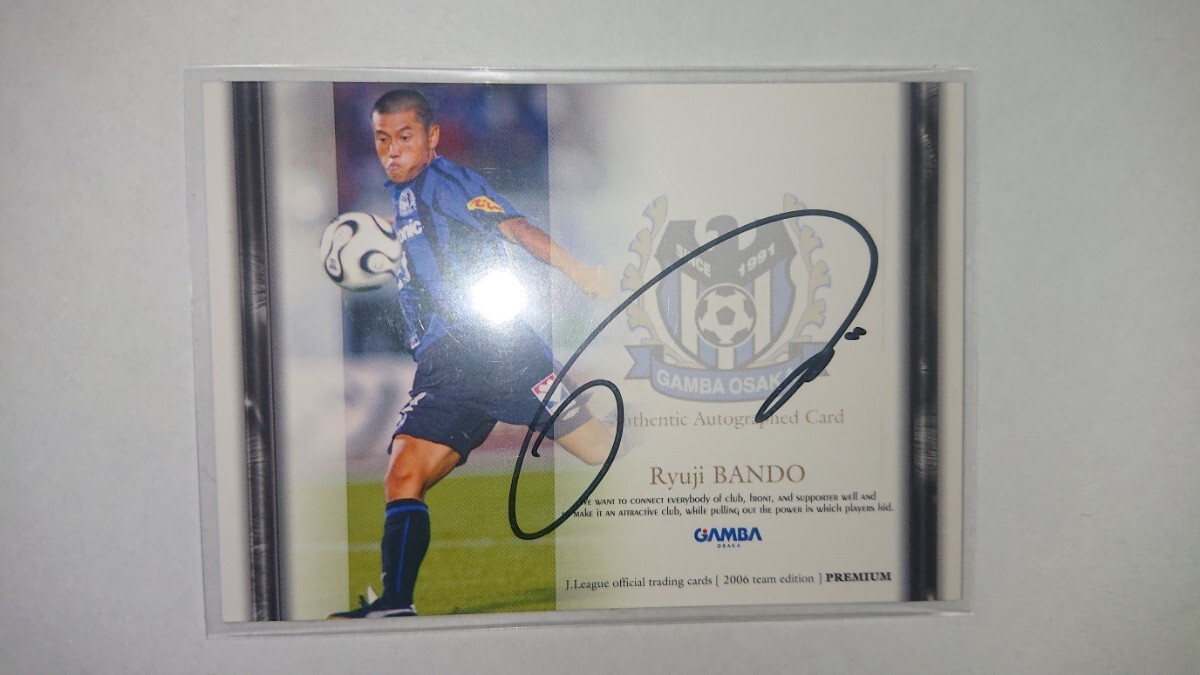 SINCE 1991
GAMBA OSAKA
Authentic Autographed Card
Ryuji BANDO
WE WANT TO CONNECT EVERYBODY OF CLUB, FRONT, AND SUPPORTER WELL AND
MAKE IT AN ATTRACTIVE CLUB, WHILE PULLING OUT THE POWER IN WHICH PLAYERS HID.
GAMBA
OSAKA
J.League official trading cards [ 2006 team edition ] PREMIUM